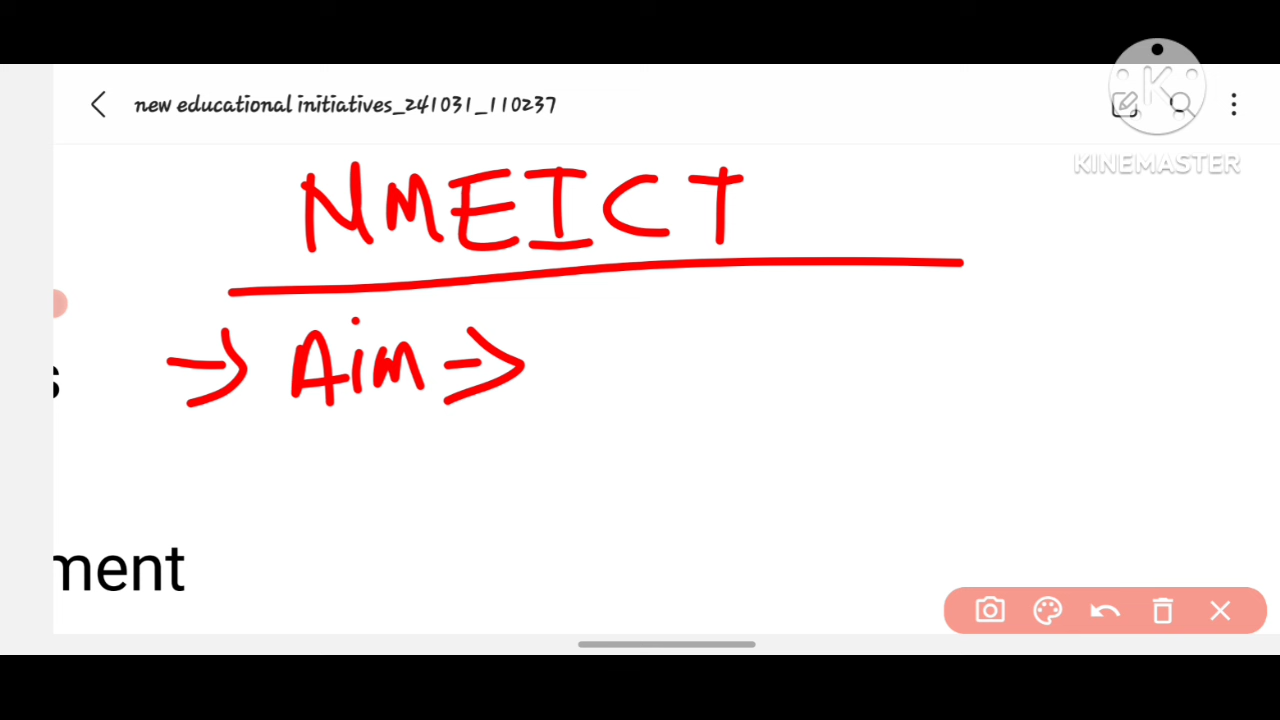 new educational initiatives_241031_110237
KINEMASTER
NMEICT
→ Aim →
s
ment